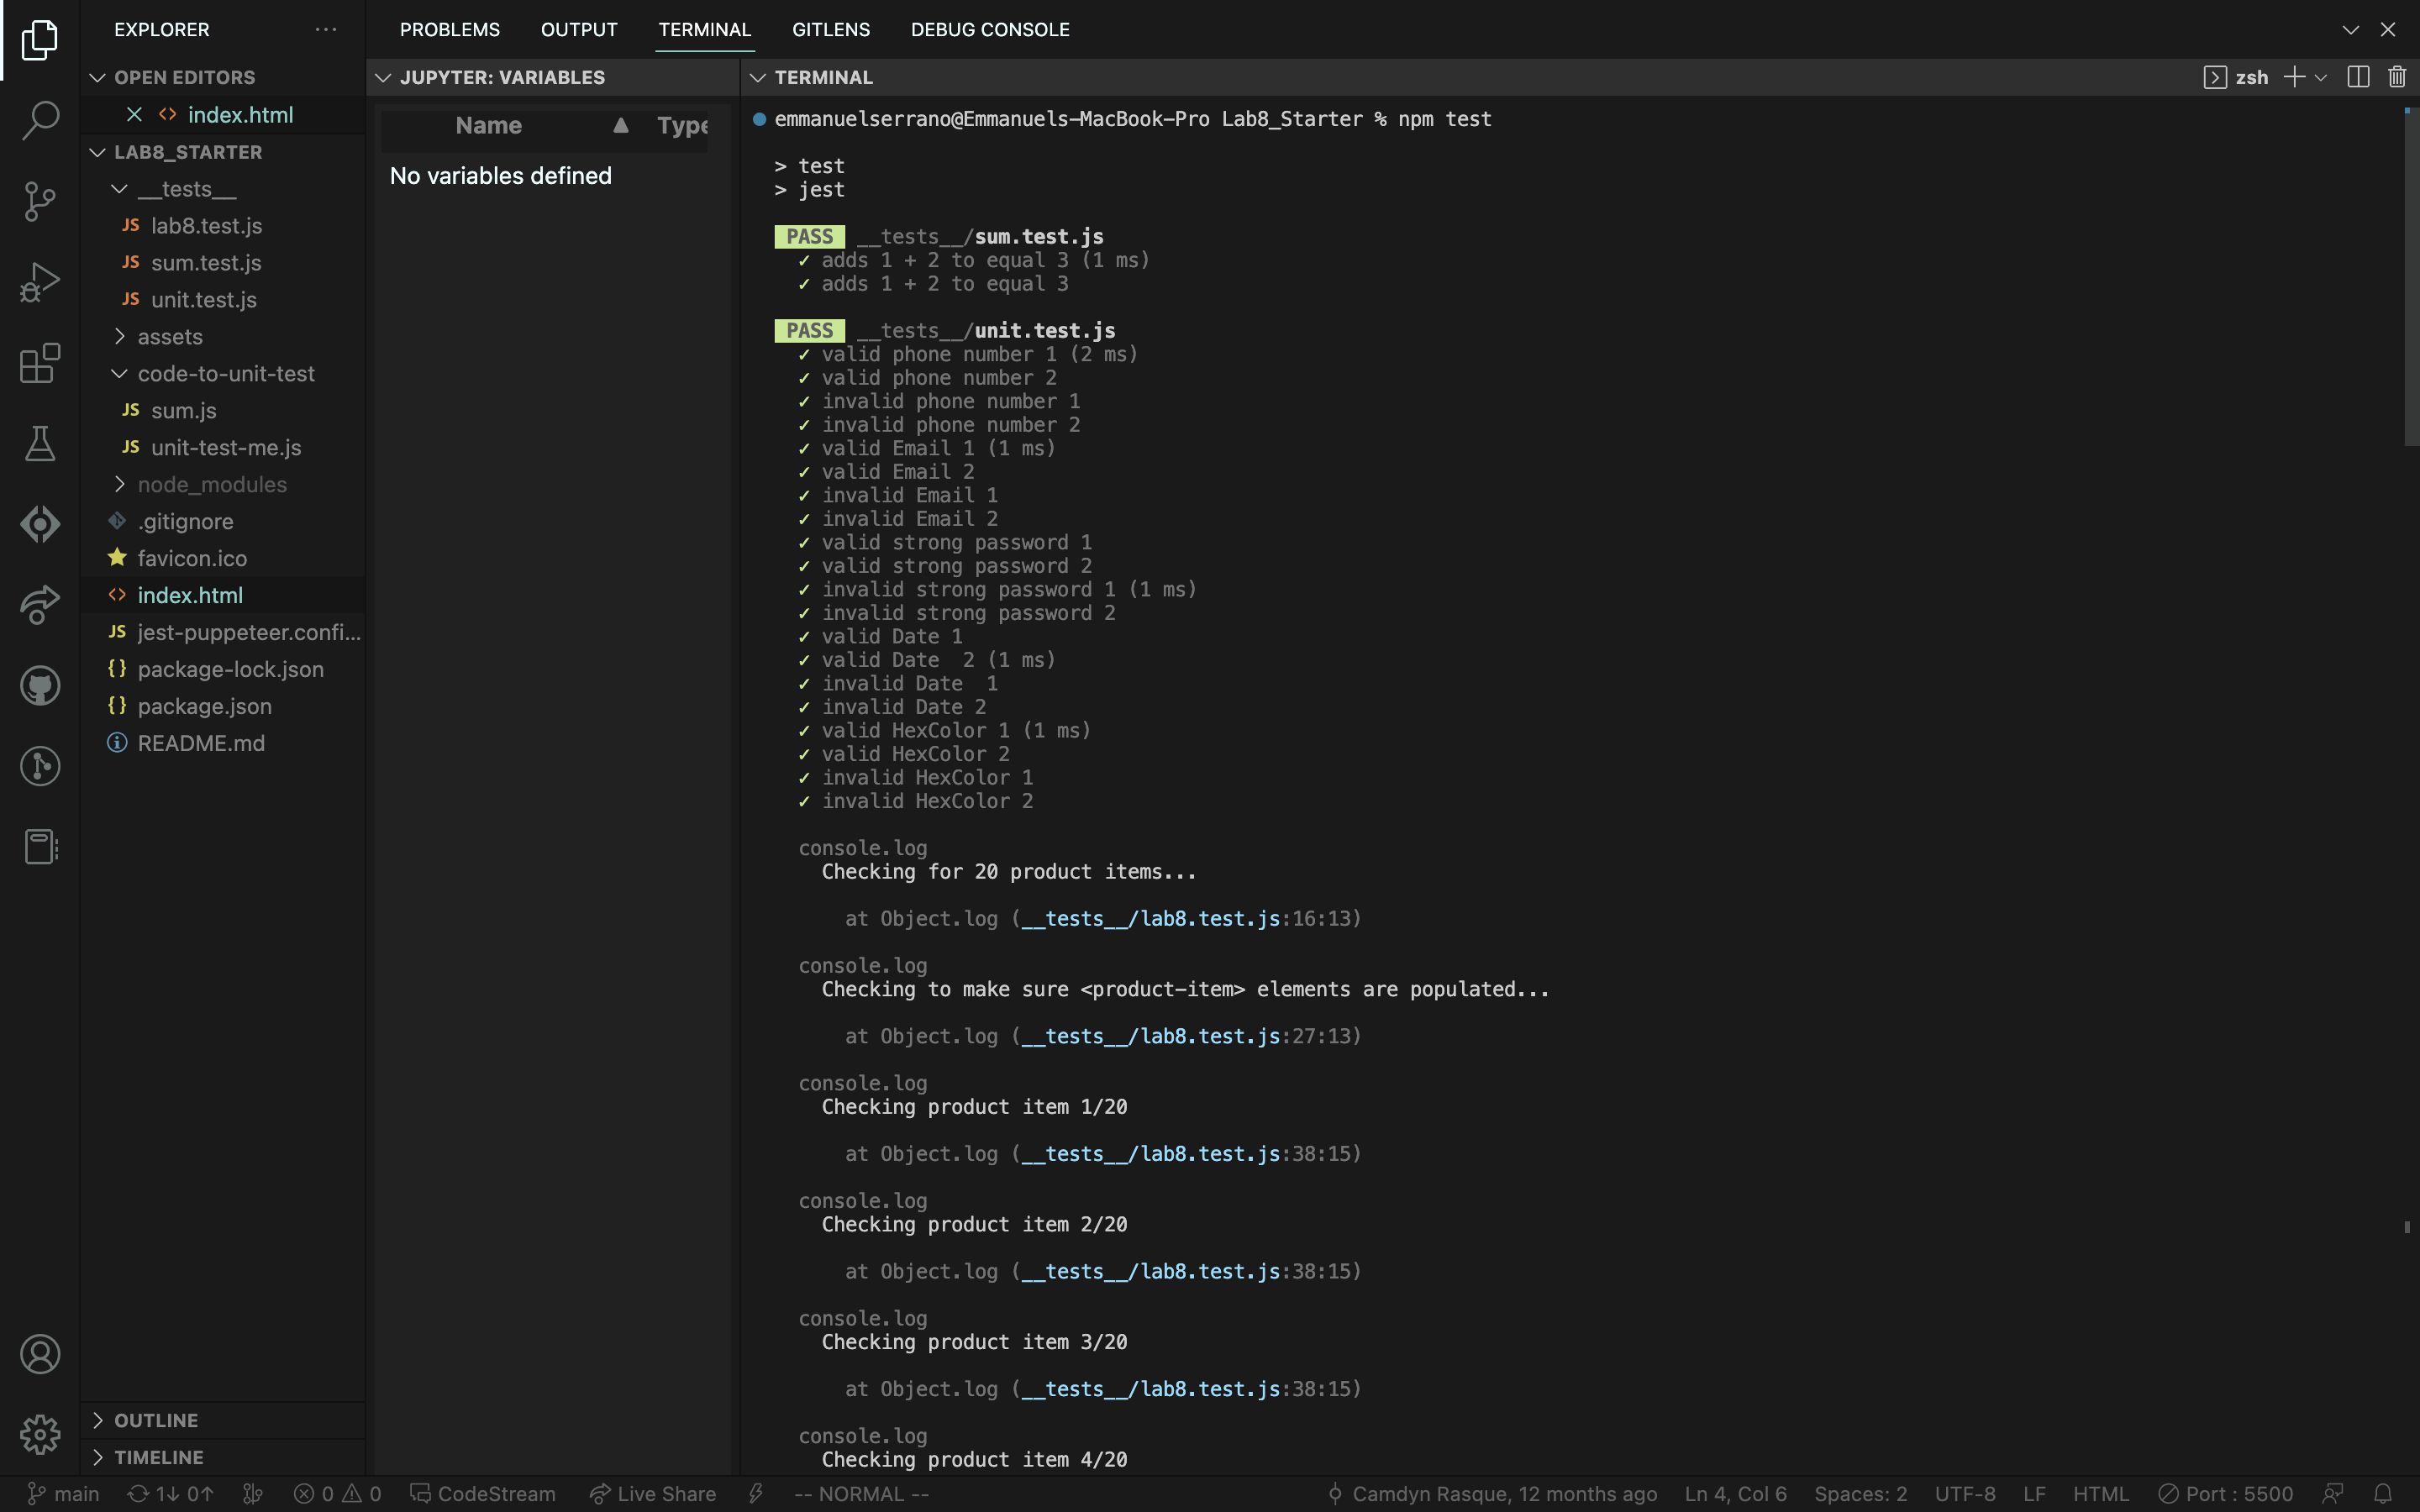 EXPLORER
OPEN EDITORS
index.html
LAB8_STARTER
__tests__
JS lab8.test.js
JS sum.test.js
JS unit.test.js
assets
code-to-unit-test
JS sum.js
JS unit-test-me.js
node_modules
.gitignore
favicon.ico
index.html
JS jest-puppeteer.confi...
{} package-lock.json
{} package.json
README.md
OUTLINE
TIMELINE
PROBLEMS OUTPUT TERMINAL GITLENS DEBUG CONSOLE
JUPYTER: VARIABLES
Name Type
No variables defined
TERMINAL
zsh
emmanuelserrano@Emmanuels-MacBook-Pro Lab8_Starter % npm test
> test
> jest
PASS __tests__/sum.test.js
✓ adds 1 + 2 to equal 3 (1 ms)
✓ adds 1 + 2 to equal 3
PASS __tests__/unit.test.js
✓ valid phone number 1 (2 ms)
✓ valid phone number 2
✓ invalid phone number 1
✓ invalid phone number 2
✓ valid Email 1 (1 ms)
✓ valid Email 2
✓ invalid Email 1
✓ invalid Email 2
✓ valid strong password 1
✓ valid strong password 2
✓ invalid strong password 1 (1 ms)
✓ invalid strong password 2
✓ valid Date 1
✓ valid Date  2 (1 ms)
✓ invalid Date  1
✓ invalid Date 2
✓ valid HexColor 1 (1 ms)
✓ valid HexColor 2
✓ invalid HexColor 1
✓ invalid HexColor 2
console.log
Checking for 20 product items...
at Object.log (__tests__/lab8.test.js:16:13)
console.log
Checking to make sure <product-item> elements are populated...
at Object.log (__tests__/lab8.test.js:27:13)
console.log
Checking product item 1/20
at Object.log (__tests__/lab8.test.js:38:15)
console.log
Checking product item 2/20
at Object.log (__tests__/lab8.test.js:38:15)
console.log
Checking product item 3/20
at Object.log (__tests__/lab8.test.js:38:15)
console.log
Checking product item 4/20
main 1↓ 0↑ 0 0 CodeStream Live Share -- NORMAL -- Camdyn Rasque, 12 months ago Ln 4, Col 6 Spaces: 2 UTF-8 LF HTML Port : 5500